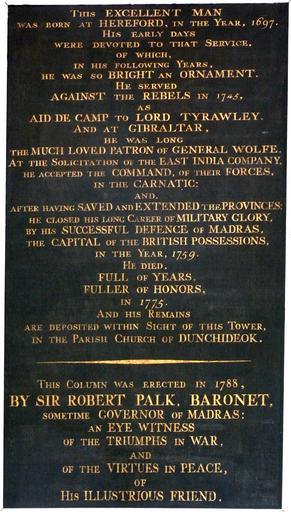 THIS EXCELLENT MAN
WAS BORN AT HEREFORD, IN THE YEAR, 1697.
HIS EARLY DAYS
WERE DEVOTED TO THAT SERVICE,
OF WHICH,
IN HIS FOLLOWING YEARS,
HE WAS SO BRIGHT AN ORNAMENT.
HE SERVED
AGAINST THE REBELS IN 1745,
AS
AID DE CAMP TO LORD TYRAWLEY.
AND AT GIBRALTAR,
HE WAS LONG
THE MUCH LOVED PATRON OF GENERAL WOLFE.
AT THE SOLICITATION OF THE EAST INDIA COMPANY,
HE ACCEPTED THE COMMAND, OF THEIR FORCES,
IN THE CARNATIC:
AND,
AFTER HAVING SAVED AND EXTENDED THE PROVINCES;
HE CLOSED HIS LONG CAREER OF MILITARY GLORY,
BY HIS SUCCESSFUL DEFENCE OF MADRAS,
THE CAPITAL OF THE BRITISH POSSESSIONS,
IN THE YEAR, 1759.
HE DIED,
FULL OF YEARS,
FULLER OF HONORS,
IN 1775.
AND HIS REMAINS
ARE DEPOSITED WITHIN SIGHT OF THIS TOWER,
IN THE PARISH CHURCH OF DUNCHIDEOK.
THIS COLUMN WAS ERECTED IN 1788,
BY SIR ROBERT PALK, BARONET,
SOMETIME GOVERNOR OF MADRAS:
AN EYE WITNESS
OF THE TRIUMPHS IN WAR,
AND
OF THE VIRTUES IN PEACE,
OF
HIS ILLUSTRIOUS FRIEND.